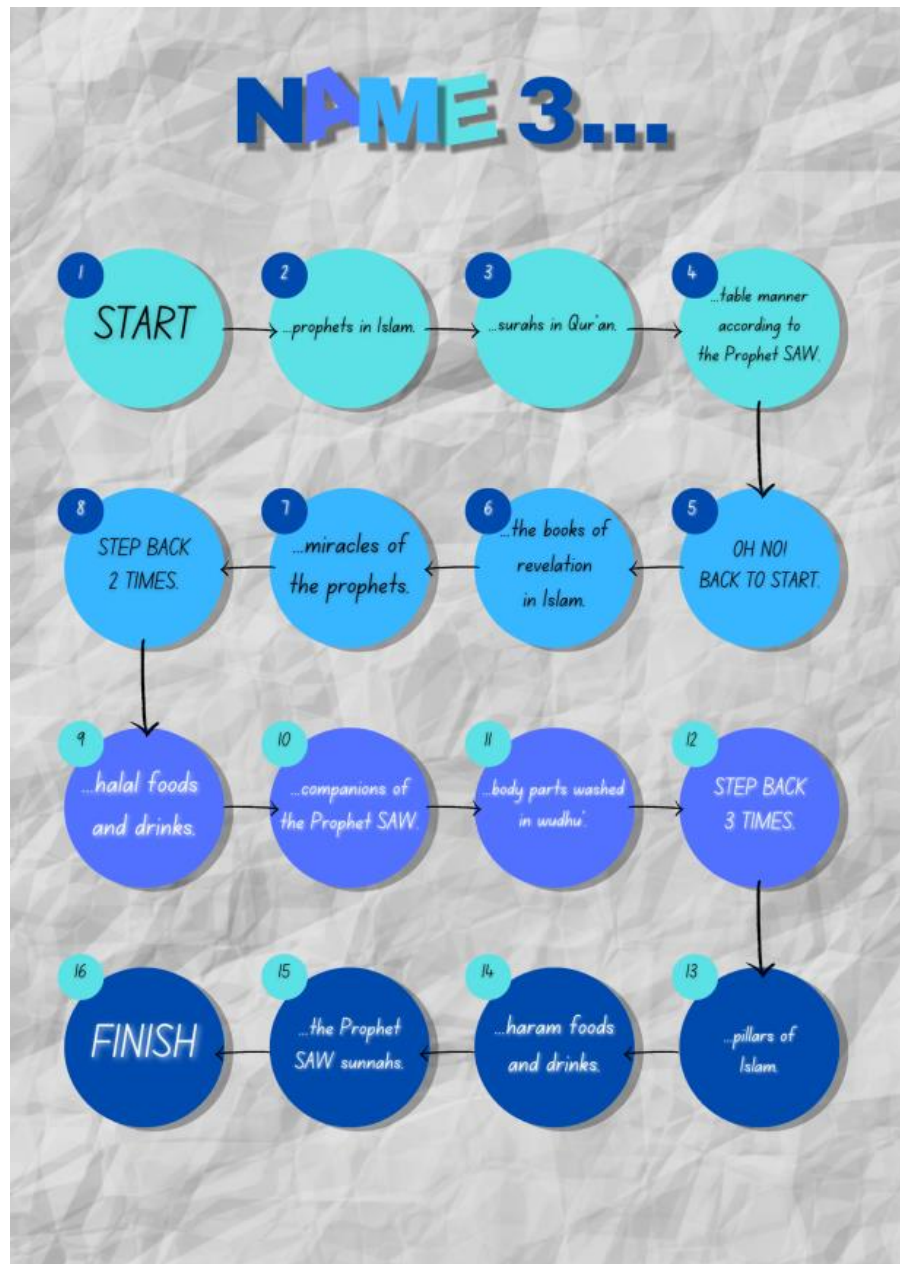 NAME 3...
1
START
2
...prophets in Islam.
3
...surahs in Qur'an.
4
...table manner
according to
the Prophet SAW.
5
OH NO!
BACK TO START.
6
...the books of
revelation
in Islam.
7
...miracles of
the prophets.
8
STEP BACK
2 TIMES.
9
...halal foods
and drinks.
10
...companions of
the Prophet SAW.
11
...body parts washed
in wudhu'.
12
STEP BACK
3 TIMES.
13
...pillars of
Islam.
14
...haram foods
and drinks.
15
...the Prophet
SAW sunnahs.
16
FINISH